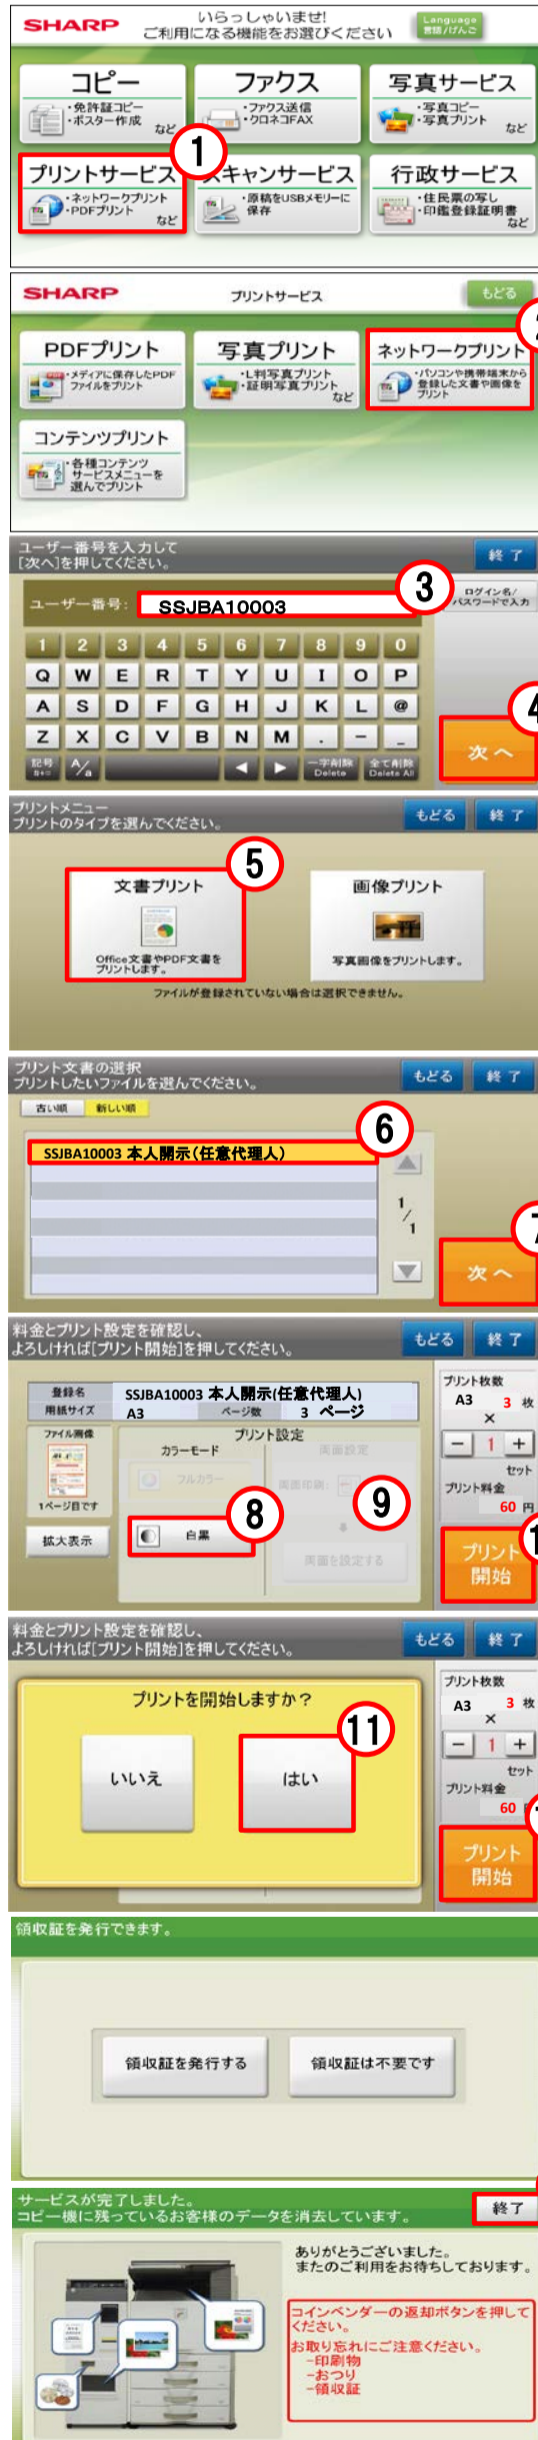 SHARP
いらっしゃいませ!
ご利用になる機能をお選びください
Language
言語/げんご
コピー
・免許証コピー
・ポスター作成 など
ファクス
・ファクス送信
・クロネコFAX
写真サービス
・写真コピー
・写真プリント など
1
プリントサービス
・ネットワークプリント
・PDFプリント など
スキャンサービス
・原稿をUSBメモリーに
保存
行政サービス
・住民票の写し
・印鑑登録証明書 など
SHARP
プリントサービス
もどる
PDFプリント
・メディアに保存したPDF
ファイルをプリント
写真プリント
・L判写真プリント
・証明写真プリント など
ネットワークプリント
・パソコンや携帯端末から
登録した文書や画像を
プリント
コンテンツプリント
・各種コンテンツ
サービスメニューを
選んでプリント
ユーザー番号を入力して
[次へ]を押してください。
終了
3
ユーザー番号: SSJBA10003
ログイン名/
パスワードで入力
1 2 3 4 5 6 7 8 9 0
Q W E R T Y U I O P
A S D F G H J K L @
Z X C V B N M . - _
記号 A/a ◀ ▶ 一字削除 Delete 全て削除 Delete All
4
次へ
プリントメニュー
プリントのタイプを選んでください。
もどる 終了
5
文書プリント
Office文書やPDF文書を
プリントします。
画像プリント
写真画像をプリントします。
ファイルが登録されていない場合は選択できません。
プリント文書の選択
プリントしたいファイルを選んでください。
もどる 終了
古い順 新しい順
6
SSJBA10003 本人開示(任意代理人)
1/1
7
次へ
料金とプリント設定を確認し、
よろしければ[プリント開始]を押してください。
もどる 終了
登録名 SSJBA10003 本人開示(任意代理人)
用紙サイズ A3 ページ数 3 ページ
ファイル画像
1ページ目です
拡大表示
プリント設定
カラーモード
フルカラー
8
白黒
両面設定
両面印刷:
9
両面を設定する
プリント枚数
A3 3 枚
×
− 1 +
セット
プリント料金
60 円
プリント
開始
料金とプリント設定を確認し、
よろしければ[プリント開始]を押してください。
もどる 終了
プリントを開始しますか?
いいえ
11
はい
プリント枚数
A3 3 枚
×
− 1 +
セット
プリント料金
60
プリント
開始
領収証を発行できます。
領収証を発行する
領収証は不要です
サービスが完了しました。
コピー機に残っているお客様のデータを消去しています。
終了
ありがとうございました。
またのご利用をお待ちしております。
コインベンダーの返却ボタンを押して
ください。
お取り忘れにご注意ください。
−印刷物
−おつり
−領収証